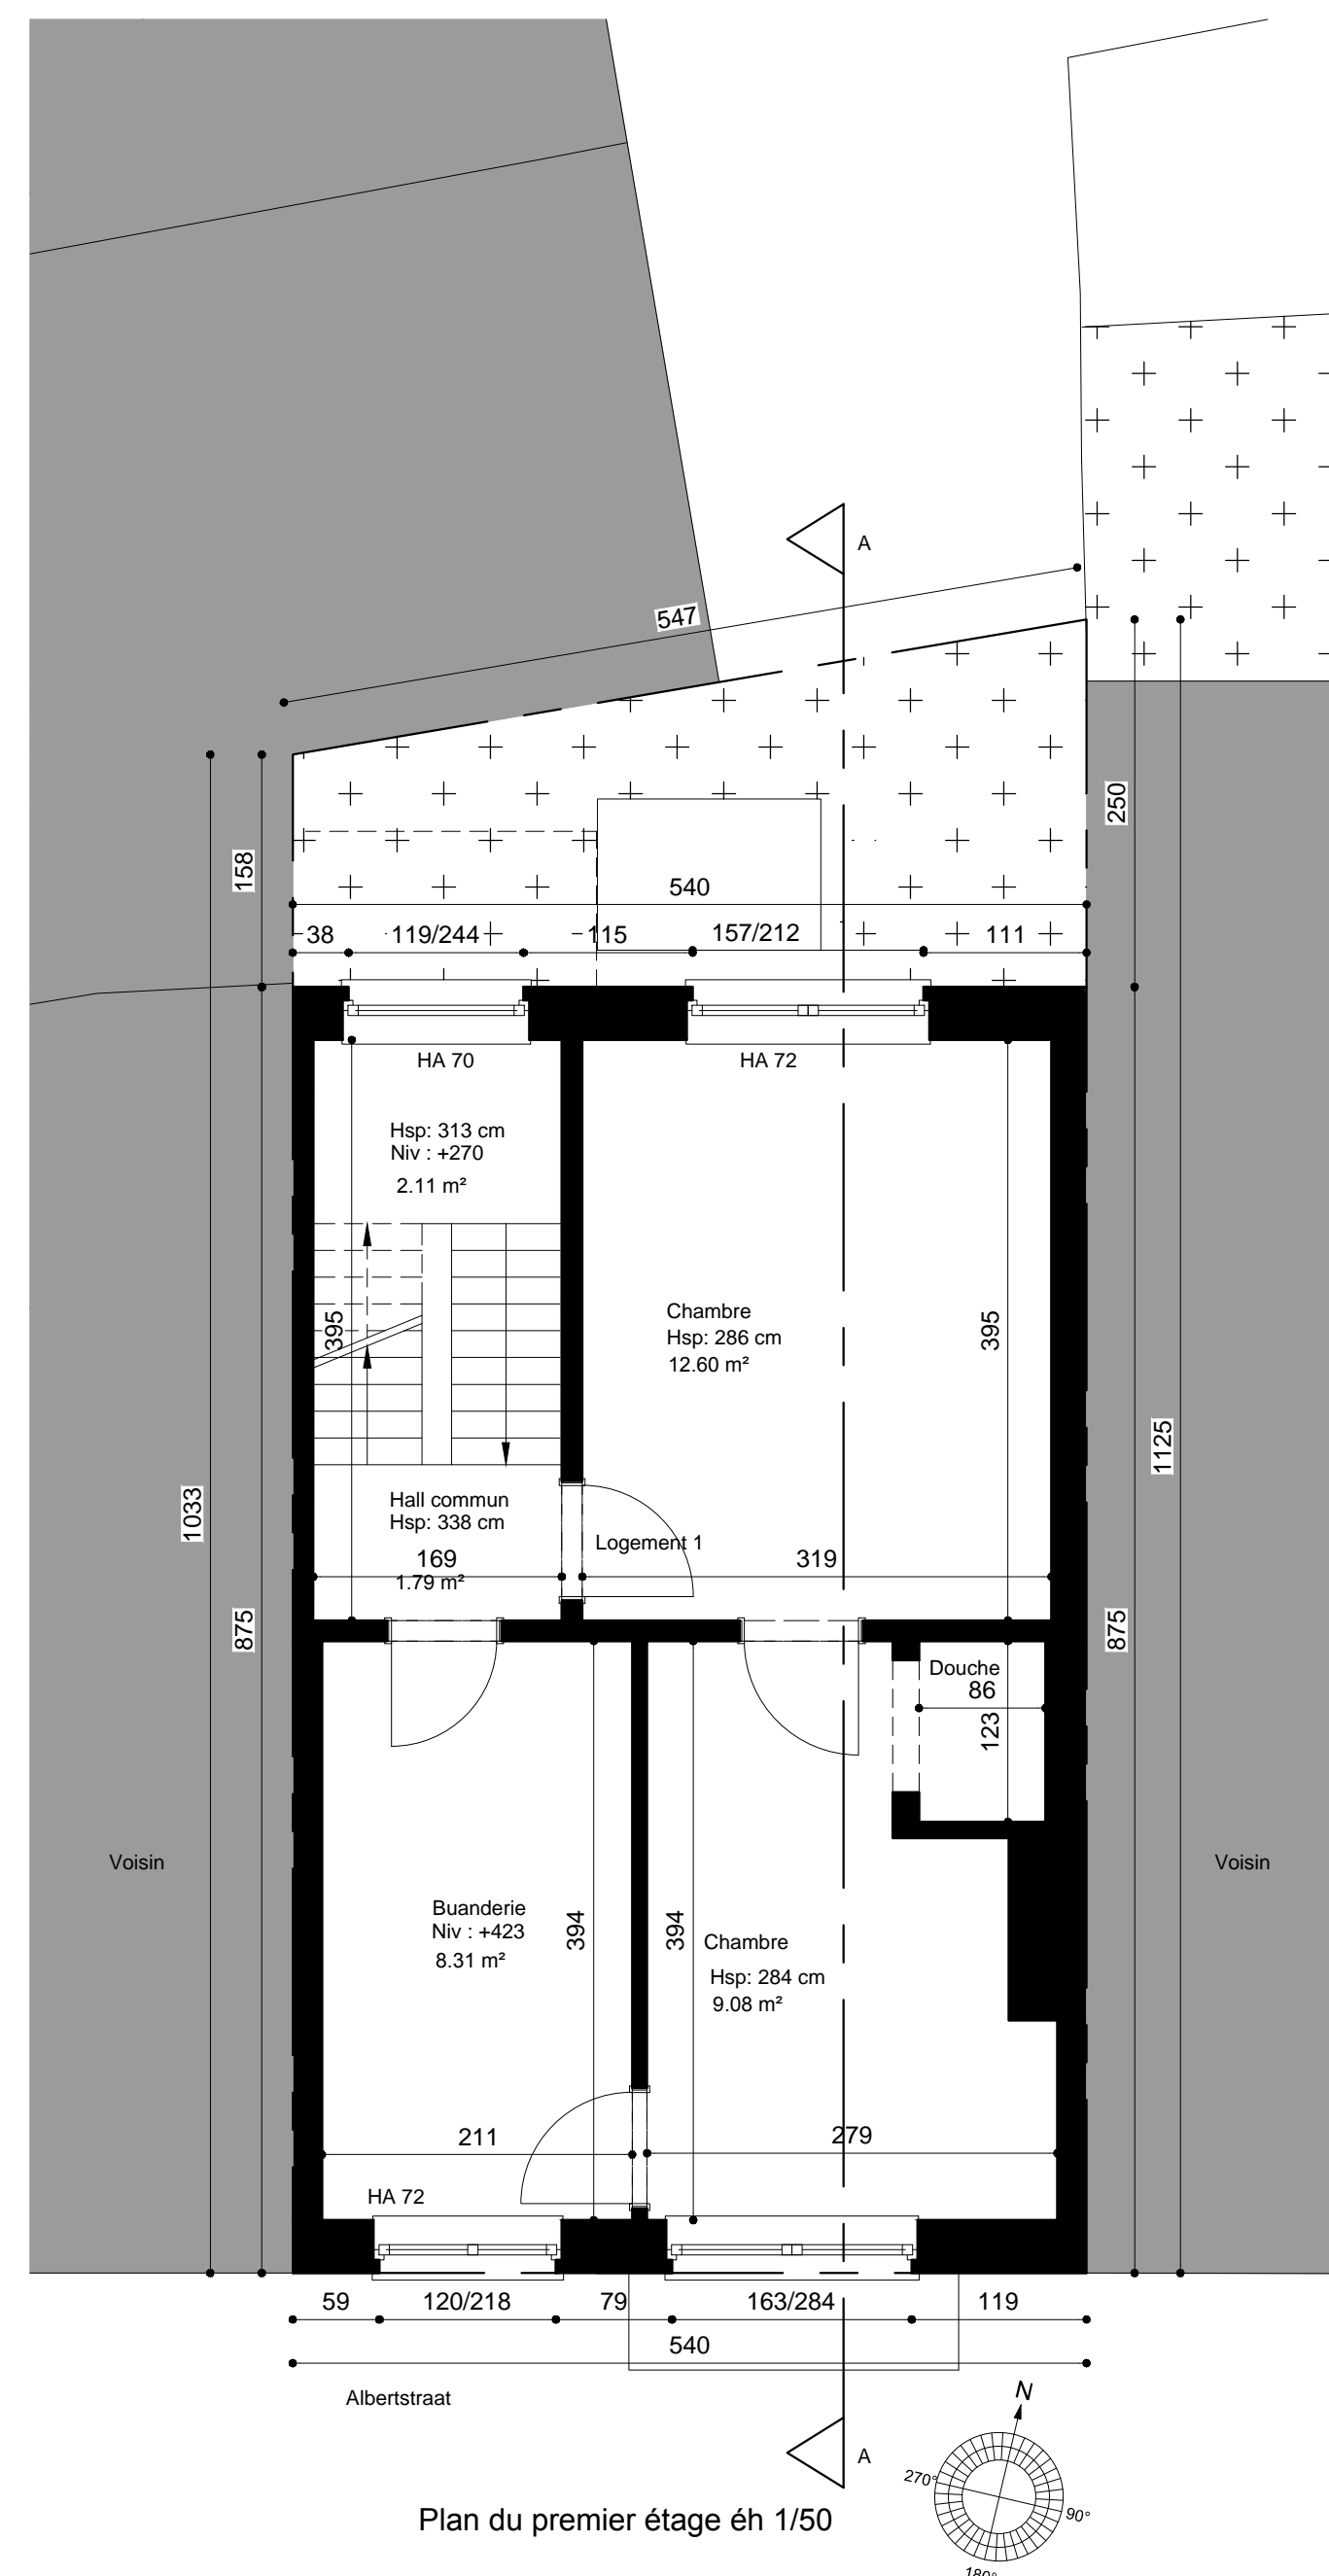 A
547
250
158
540
38
119/244
115
157/212
111
HA 70
HA 72
Hsp: 313 cm
Niv : +270
2.11 m²
395
Chambre
Hsp: 286 cm
12.60 m²
395
1125
1033
Hall commun
Hsp: 338 cm
169
1.79 m²
Logement 1
319
875
875
Douche
86
123
Voisin
Voisin
Buanderie
Niv : +423
8.31 m²
394
394
Chambre
Hsp: 284 cm
9.08 m²
211
279
HA 72
59
120/218
79
163/284
119
540
Albertstraat
A
N
270°
90°
180°
Plan du premier étage éh 1/50